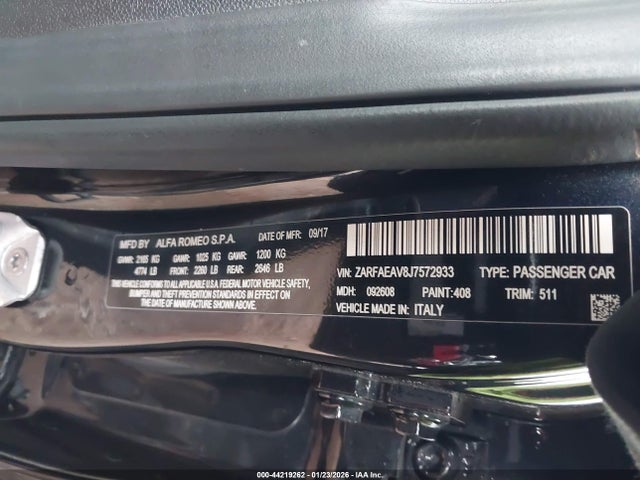 MFD BY ALFA ROMEO S.P.A. DATE OF MFR: 09/17
GVWR: 2165 KG GAWR: 1025 KG GAWR: 1200 KG
4774 LB FRONT: 2260 LB REAR: 2646 LB
THIS VEHICLE CONFORMS TO ALL APPLICABLE U.S.A. FEDERAL MOTOR VEHICLE SAFETY,
BUMPER AND THEFT PREVENTION STANDARDS IN EFFECT ON THE
DATE OF MANUFACTURE SHOWN ABOVE.
VIN: ZARFAEAV8J7572933 TYPE: PASSENGER CAR
MDH: 092608 PAINT: 408 TRIM: 511
VEHICLE MADE IN: ITALY
000-44219262 - 01/23/2026 - IAA Inc.